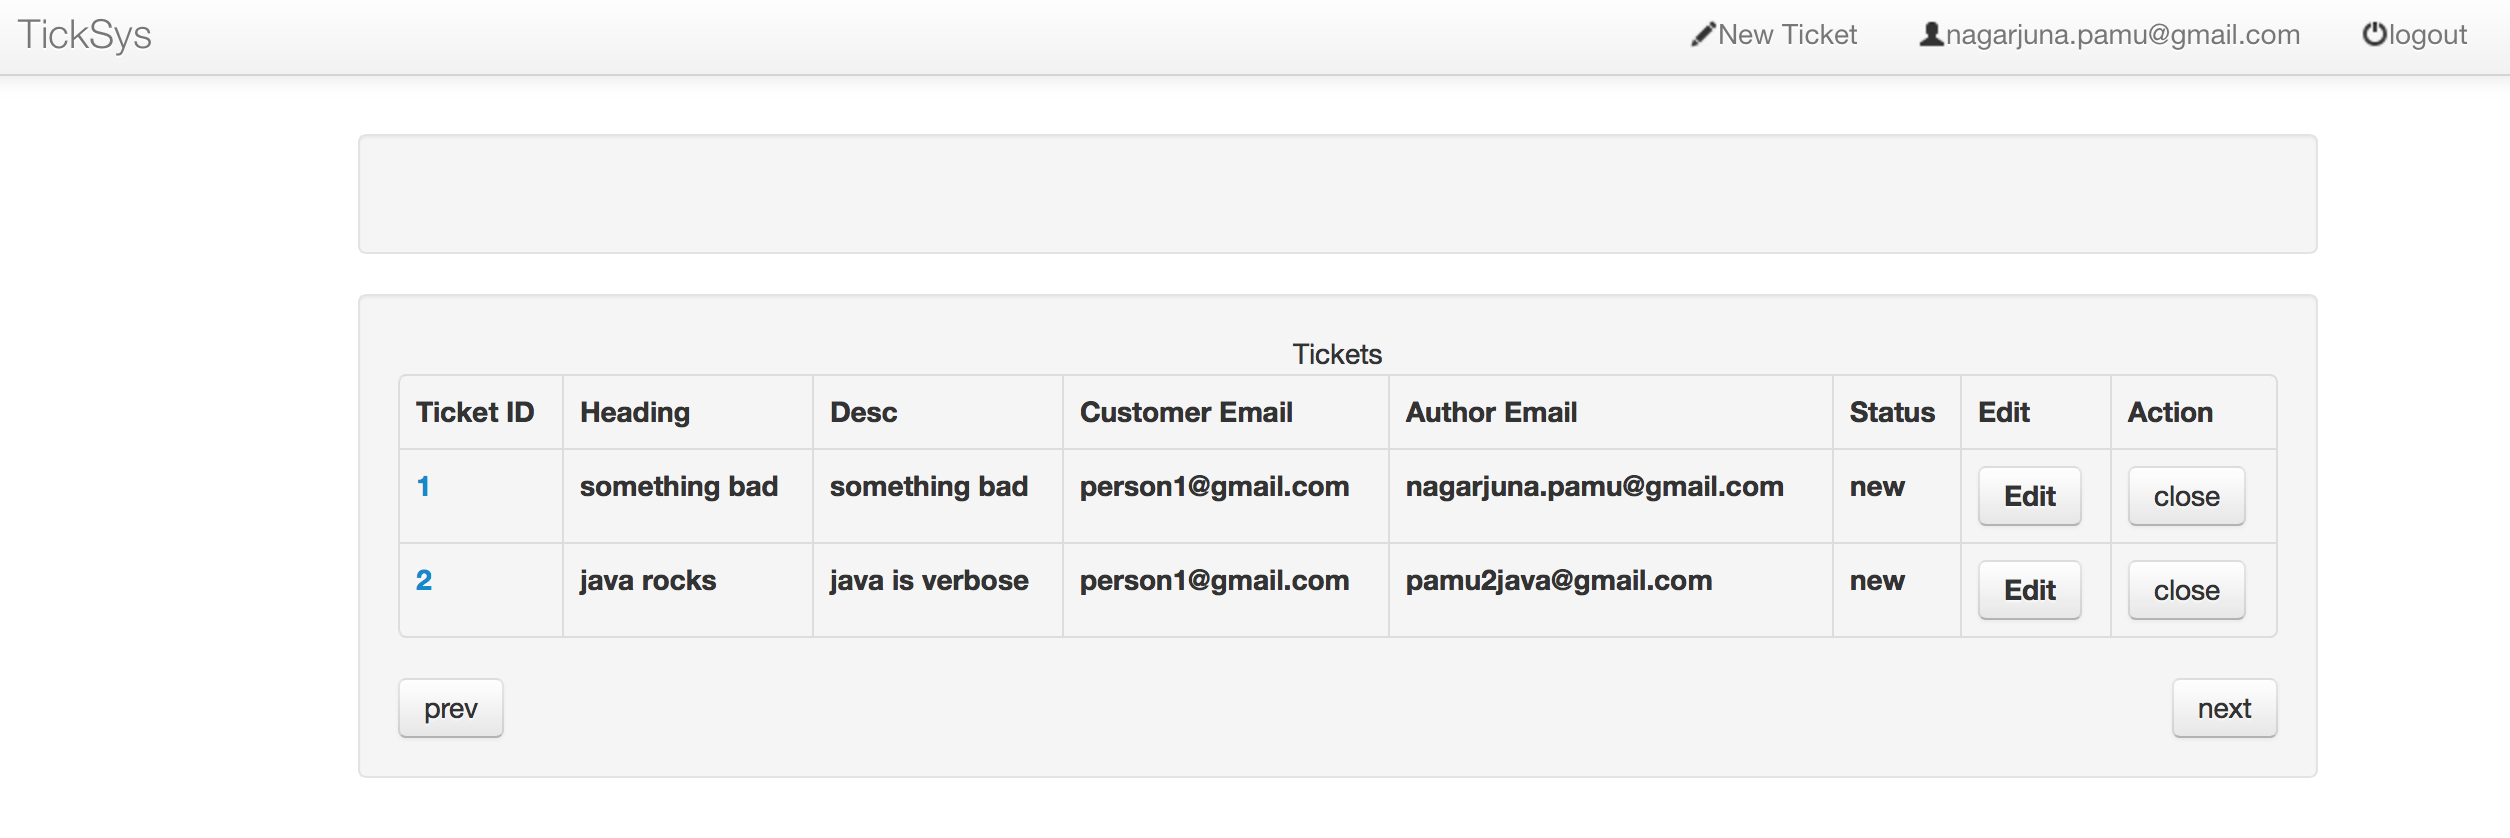 TickSys New Ticket nagarjuna.pamu@gmail.com logout
Tickets
Ticket ID Heading Desc Customer Email Author Email Status Edit Action
1 something bad something bad person1@gmail.com nagarjuna.pamu@gmail.com new Edit close
2 java rocks java is verbose person1@gmail.com pamu2java@gmail.com new Edit close
prev next